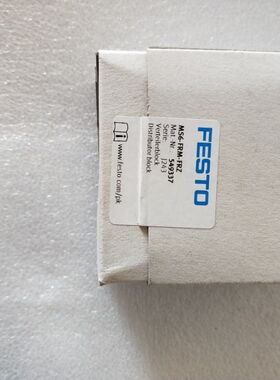 FESTO
MS6-FRM-FRZ
Mat.-Nr. 549337
Serie J243
Verteilerblock
Distributor block
www.festo.com/pk